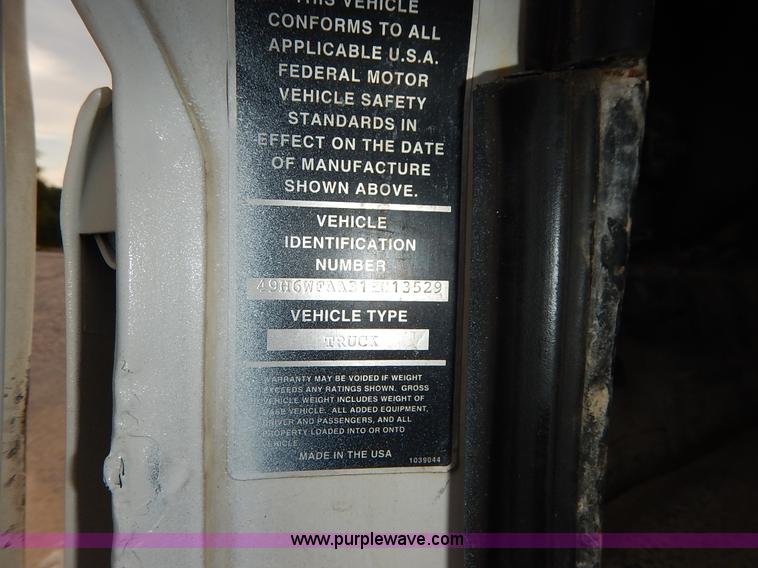 THIS VEHICLE
CONFORMS TO ALL
APPLICABLE U.S.A.
FEDERAL MOTOR
VEHICLE SAFETY
STANDARDS IN
EFFECT ON THE DATE
OF MANUFACTURE
SHOWN ABOVE.
VEHICLE
IDENTIFICATION
NUMBER
VEHICLE TYPE
TRUCK
WARRANTY MAY BE VOIDED IF WEIGHT
EXCEEDS ANY RATINGS SHOWN. GROSS
VEHICLE WEIGHT INCLUDES WEIGHT OF
BASE VEHICLE. ALL ADDED EQUIPMENT,
DRIVER AND PASSENGERS, AND ALL
PROPERTY LOADED INTO OR ONTO
VEHICLE
MADE IN THE USA
1039044
www.purplewave.com